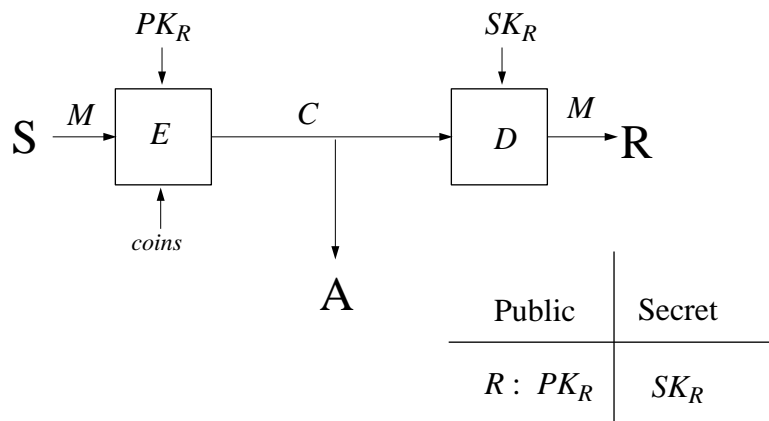 PK_R SK_R
M C M
S E D R
coins
A
Public Secret
R : PK_R SK_R